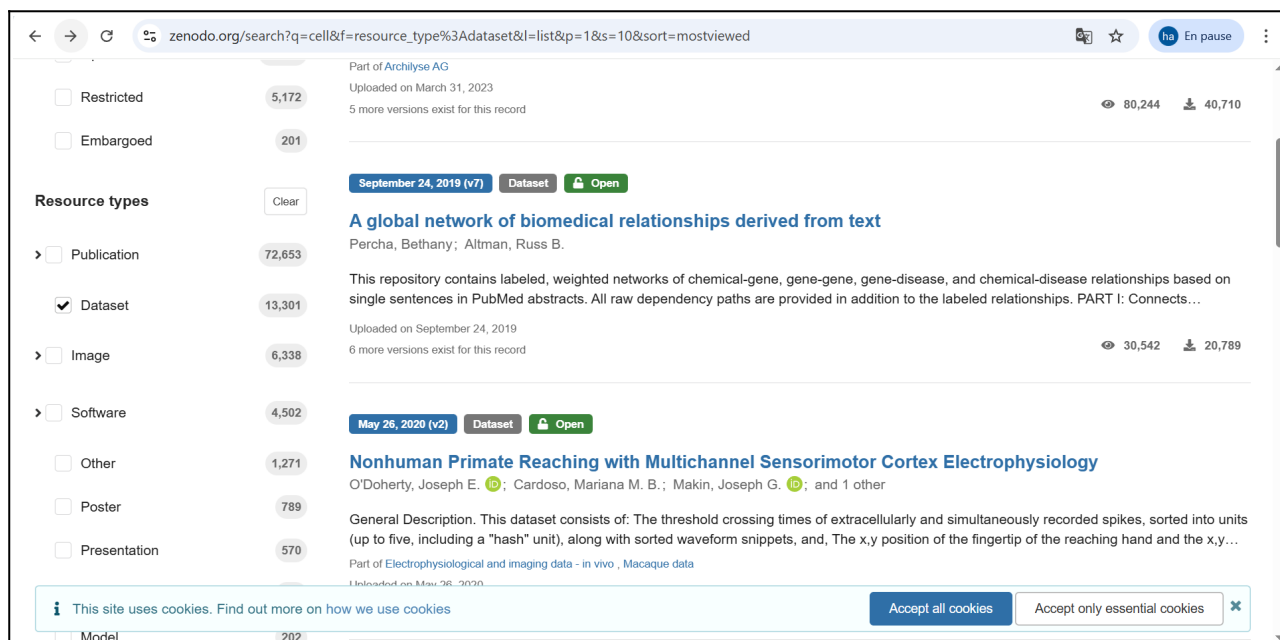 zenodo.org/search?q=cell&f=resource_type%3Adataset&l=list&p=1&s=10&sort=mostviewed
ha En pause
Restricted 5,172
Embargoed 201
Resource types Clear
Publication 72,653
Dataset 13,301
Image 6,338
Software 4,502
Other 1,271
Poster 789
Presentation 570
Model 202
Part of Archilyse AG
Uploaded on March 31, 2023
5 more versions exist for this record
80,244 40,710
September 24, 2019 (v7) Dataset Open
A global network of biomedical relationships derived from text
Percha, Bethany; Altman, Russ B.
This repository contains labeled, weighted networks of chemical-gene, gene-gene, gene-disease, and chemical-disease relationships based on
single sentences in PubMed abstracts. All raw dependency paths are provided in addition to the labeled relationships. PART I: Connects…
Uploaded on September 24, 2019
6 more versions exist for this record
30,542 20,789
May 26, 2020 (v2) Dataset Open
Nonhuman Primate Reaching with Multichannel Sensorimotor Cortex Electrophysiology
O'Doherty, Joseph E. iD; Cardoso, Mariana M. B.; Makin, Joseph G. iD; and 1 other
General Description. This dataset consists of: The threshold crossing times of extracellularly and simultaneously recorded spikes, sorted into units
(up to five, including a "hash" unit), along with sorted waveform snippets, and, The x,y position of the fingertip of the reaching hand and the x,y…
Part of Electrophysiological and imaging data - in vivo , Macaque data
Uploaded on May 26, 2020
This site uses cookies. Find out more on how we use cookies
Accept all cookies
Accept only essential cookies